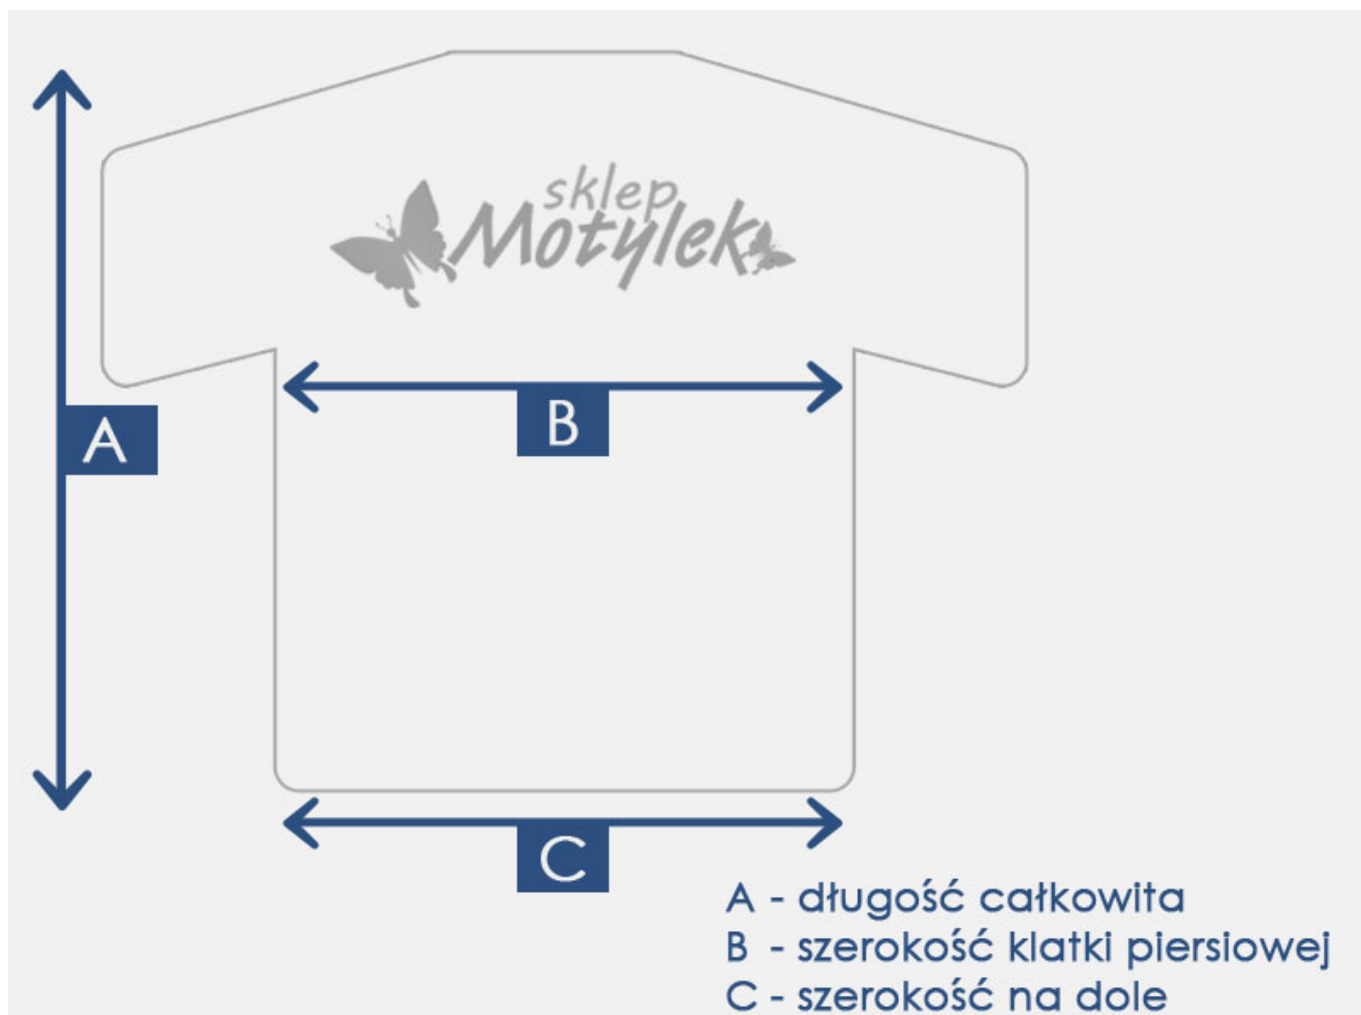 sklep
Motylek
A
B
C
A - długość całkowita
B - szerokość klatki piersiowej
C - szerokość na dole